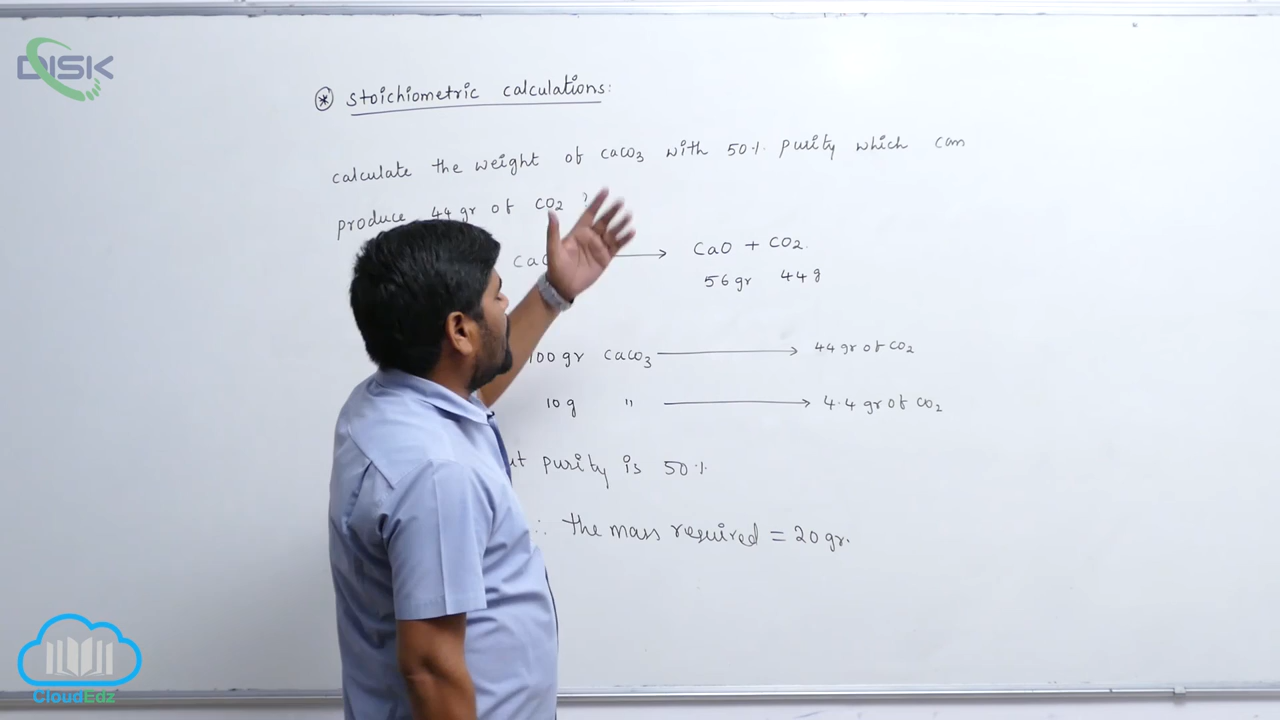 DISK
* Stoichiometric calculations:
calculate the weight of caco3 with 50% purity which can
produce 44 gr of CO2 ?
CaO + CO2.
56 gr 44 g
100 gr caco3 → 44 gr of CO2
10 g " → 4.4 gr of CO2
purity is 50%
∴ the mass required = 20 gr.
CloudEdz